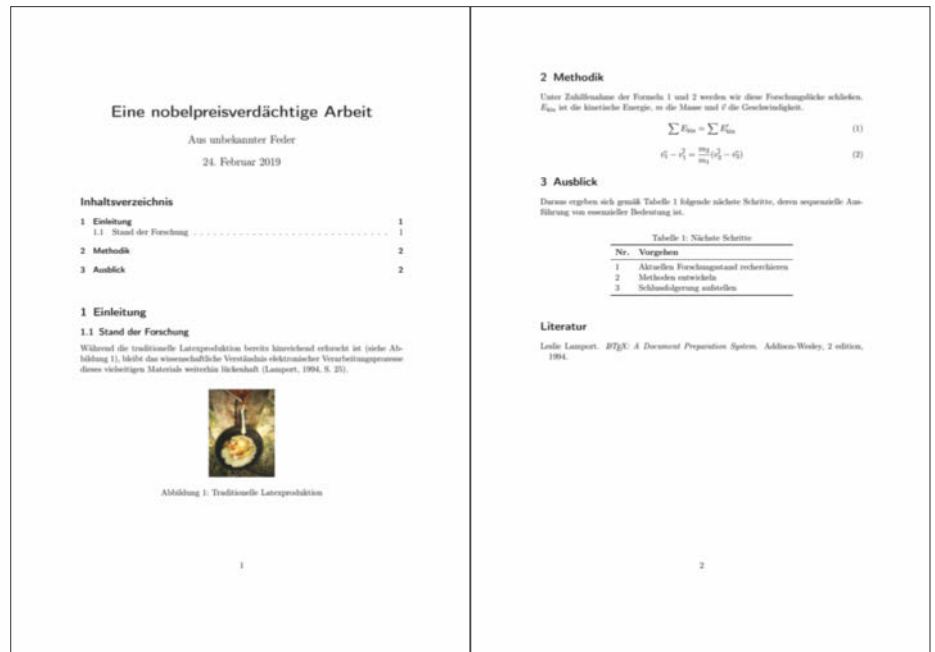 Eine nobelpreisverdächtige Arbeit
Aus unbekannter Feder
24. Februar 2019
Inhaltsverzeichnis
1 Einleitung 1
1.1 Stand der Forschung . . . . . . . . . . . . . . . . . . . . . . . . . . . . 1
2 Methodik 2
3 Ausblick 2
1 Einleitung
1.1 Stand der Forschung
Während die traditionelle Latexproduktion bereits hinreichend erforscht ist (siehe Ab-
bildung 1), bleibt das wissenschaftliche Verständnis elektronischer Verarbeitungsprozesse
dieses vielseitigen Materials weiterhin lückenhaft (Lamport, 1994, S. 25).
Abbildung 1: Traditionelle Latexproduktion
1
2 Methodik
Unter Zuhilfenahme der Formeln 1 und 2 werden wir diese Forschungslücke schließen.
E_kin ist die kinetische Energie, m die Masse und v⃗ die Geschwindigkeit.
∑ E_kin = ∑ E′_kin (1)
(2)
3 Ausblick
Daraus ergeben sich gemäß Tabelle 1 folgende nächste Schritte, deren sequenzielle Aus-
führung von essenzieller Bedeutung ist.
Tabelle 1: Nächste Schritte
Nr. Vorgehen
1 Aktuellen Forschungsstand recherchieren
2 Methoden entwickeln
3 Schlussfolgerung aufstellen
Literatur
Leslie Lamport. LATEX: A Document Preparation System. Addison-Wesley, 2 edition,
1994.
2